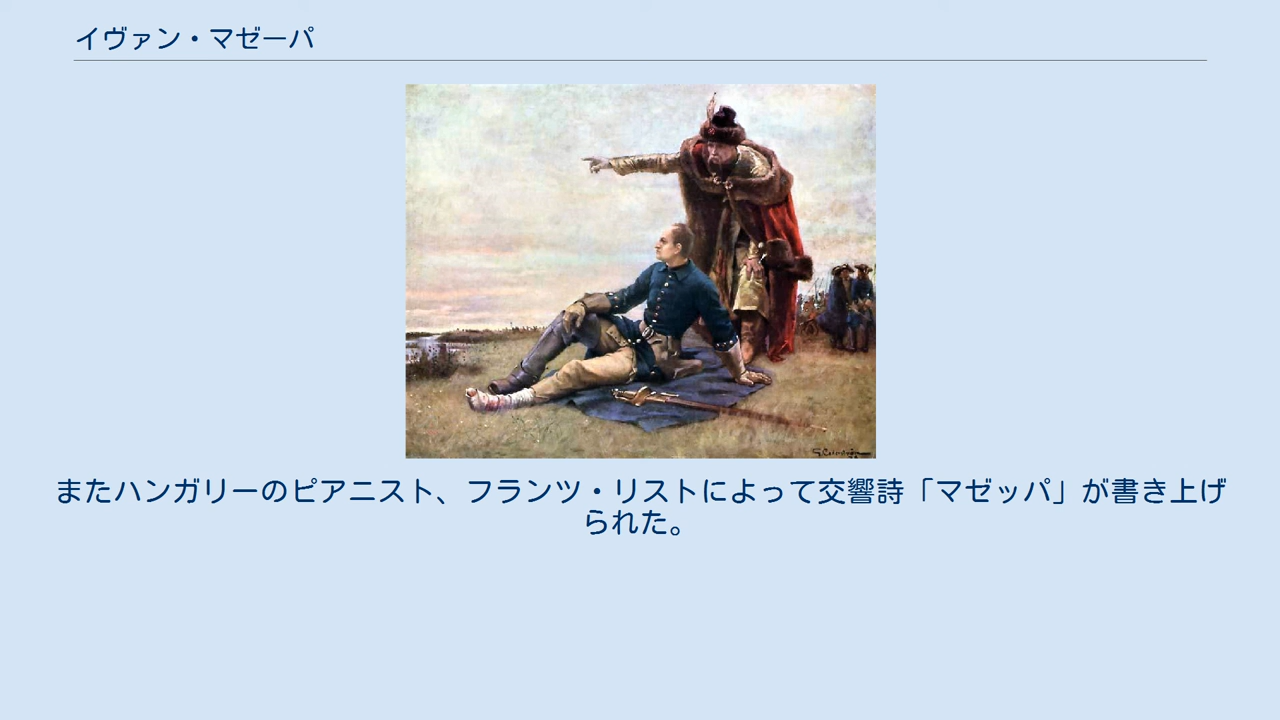 イヴァン・マゼーパ
またハンガリーのピアニスト、フランツ・リストによって交響詩「マゼッパ」が書き上げ
られた。